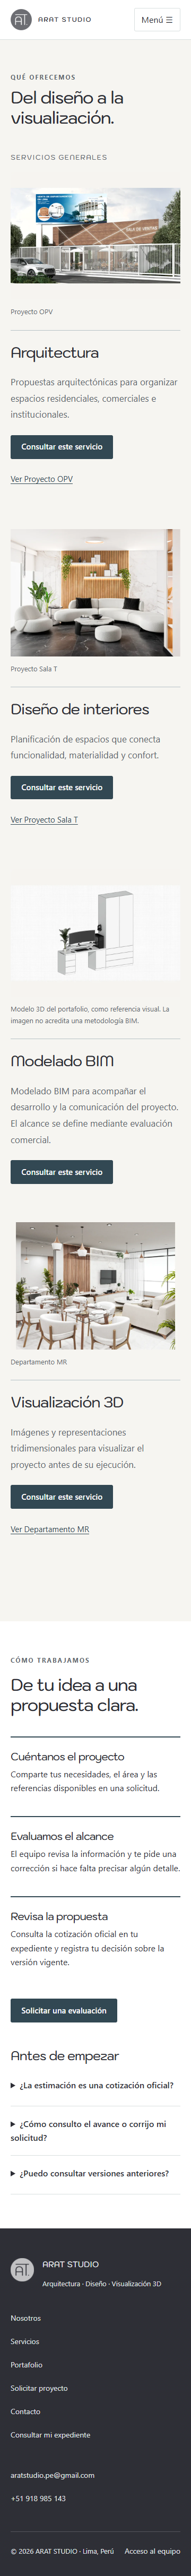 ARAT STUDIO
Menú ☰
QUÉ OFRECEMOS
Del diseño a la
visualización.
SERVICIOS GENERALES
SALA DE VENTAS
Proyecto OPV
Arquitectura
Propuestas arquitectónicas para organizar
espacios residenciales, comerciales e
institucionales.
Consultar este servicio
Ver Proyecto OPV
Proyecto Sala T
Diseño de interiores
Planificación de espacios que conecta
funcionalidad, materialidad y confort.
Consultar este servicio
Ver Proyecto Sala T
Modelo 3D del portafolio, como referencia visual. La
imagen no acredita una metodología BIM.
Modelado BIM
Modelado BIM para acompañar el
desarrollo y la comunicación del proyecto.
El alcance se define mediante evaluación
comercial.
Consultar este servicio
Departamento MR
Visualización 3D
Imágenes y representaciones
tridimensionales para visualizar el
proyecto antes de su ejecución.
Consultar este servicio
Ver Departamento MR
CÓMO TRABAJAMOS
De tu idea a una
propuesta clara.
Cuéntanos el proyecto
Comparte tus necesidades, el área y las
referencias disponibles en una solicitud.
Evaluamos el alcance
El equipo revisa la información y te pide una
corrección si hace falta precisar algún detalle.
Revisa la propuesta
Consulta la cotización oficial en tu
expediente y registra tu decisión sobre la
versión vigente.
Solicitar una evaluación
Antes de empezar
¿La estimación es una cotización oficial?
¿Cómo consulto el avance o corrijo mi
solicitud?
¿Puedo consultar versiones anteriores?
ARAT STUDIO
Arquitectura · Diseño · Visualización 3D
Nosotros
Servicios
Portafolio
Solicitar proyecto
Contacto
Consultar mi expediente
aratstudio.pe@gmail.com
+51 918 985 143
© 2026 ARAT STUDIO · Lima, Perú
Acceso al equipo